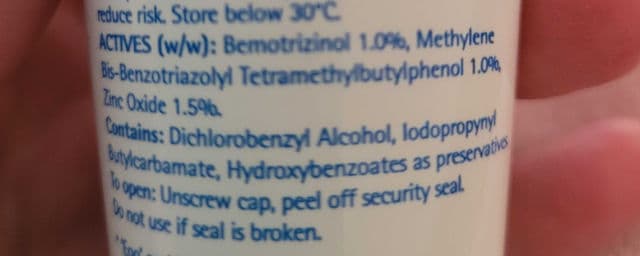 reduce risk. Store below 30°C.
ACTIVES (w/w): Bemotrizinol 1.0%, Methylene
Bis-Benzotriazolyl Tetramethylbutylphenol 1.0%,
Zinc Oxide 1.5%.
Contains: Dichlorobenzyl Alcohol, Iodopropynyl
Butylcarbamate, Hydroxybenzoates as preservatives
To open: Unscrew cap, peel off security seal.
Do not use if seal is broken.